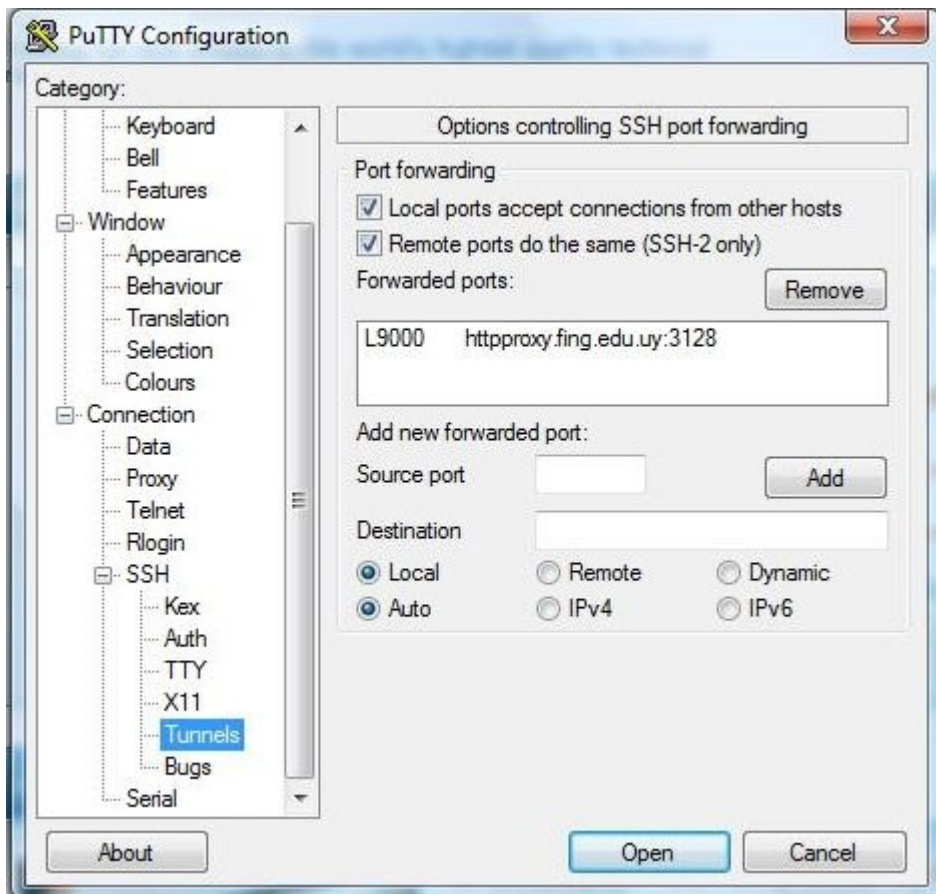 PuTTY Configuration
Category:
Keyboard
Bell
Features
Window
Appearance
Behaviour
Translation
Selection
Colours
Connection
Data
Proxy
Telnet
Rlogin
SSH
Kex
Auth
TTY
X11
Tunnels
Bugs
Serial
Options controlling SSH port forwarding
Port forwarding
Local ports accept connections from other hosts
Remote ports do the same (SSH-2 only)
Forwarded ports:
Remove
L9000 httpproxy.fing.edu.uy:3128
Add new forwarded port:
Source port
Add
Destination
Local Remote Dynamic
Auto IPv4 IPv6
About
Open
Cancel